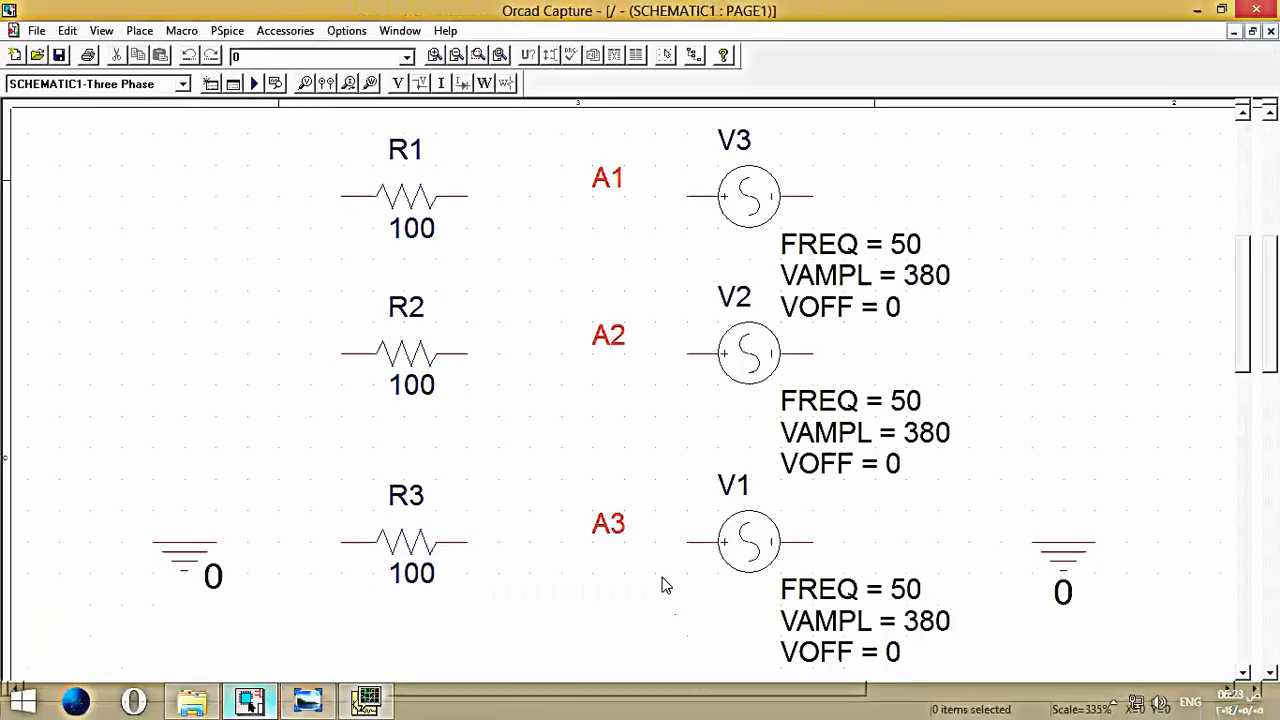 Orcad Capture - [/ - (SCHEMATIC1 : PAGE1)]
File Edit View Place Macro PSpice Accessories Options Window Help
0
U?
SCHEMATIC1-Three Phase
V I W
3
2
R1
A1
V3
100
FREQ = 50
VAMPL = 380
VOFF = 0
R2
A2
V2
100
FREQ = 50
VAMPL = 380
VOFF = 0
R3
A3
V1
0
100
0
FREQ = 50
VAMPL = 380
VOFF = 0
ENG
0 items selected
Scale=335%